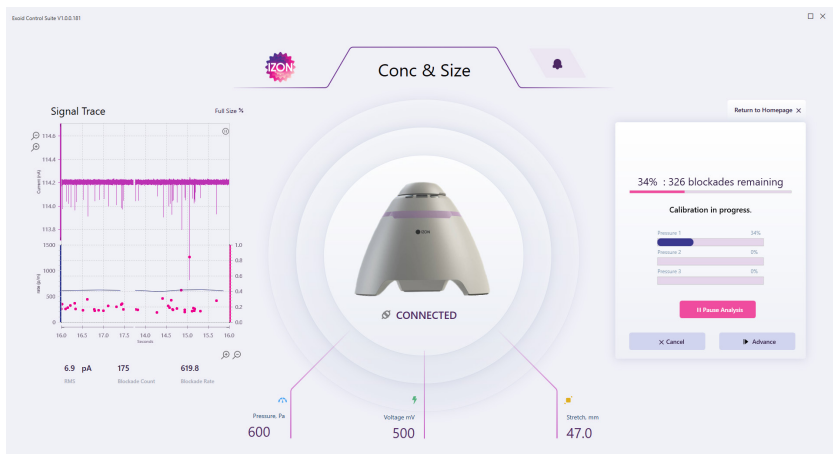 Exoid Control Suite V1.0.0.181
IZON
Conc & Size
Signal Trace
Full Size %
Return to Homepage ×
114.6
114.4
114.2
114.0
113.8
Current (nA)
1500
1000
500
0
1.0
0.8
0.6
0.4
0.2
0.0
16.0 16.5 17.0 17.5 14.0 14.5 15.0 15.5 16.0
Seconds
6.9 pA
RMS
175
Blockade Count
619.8
Blockade Rate
IZON
CONNECTED
Pressure, Pa
600
Voltage mV
500
Stretch, mm
47.0
34% : 326 blockades remaining
Calibration in progress.
Pressure 1 34%
Pressure 2 0%
Pressure 3 0%
Pause Analysis
× Cancel
Advance